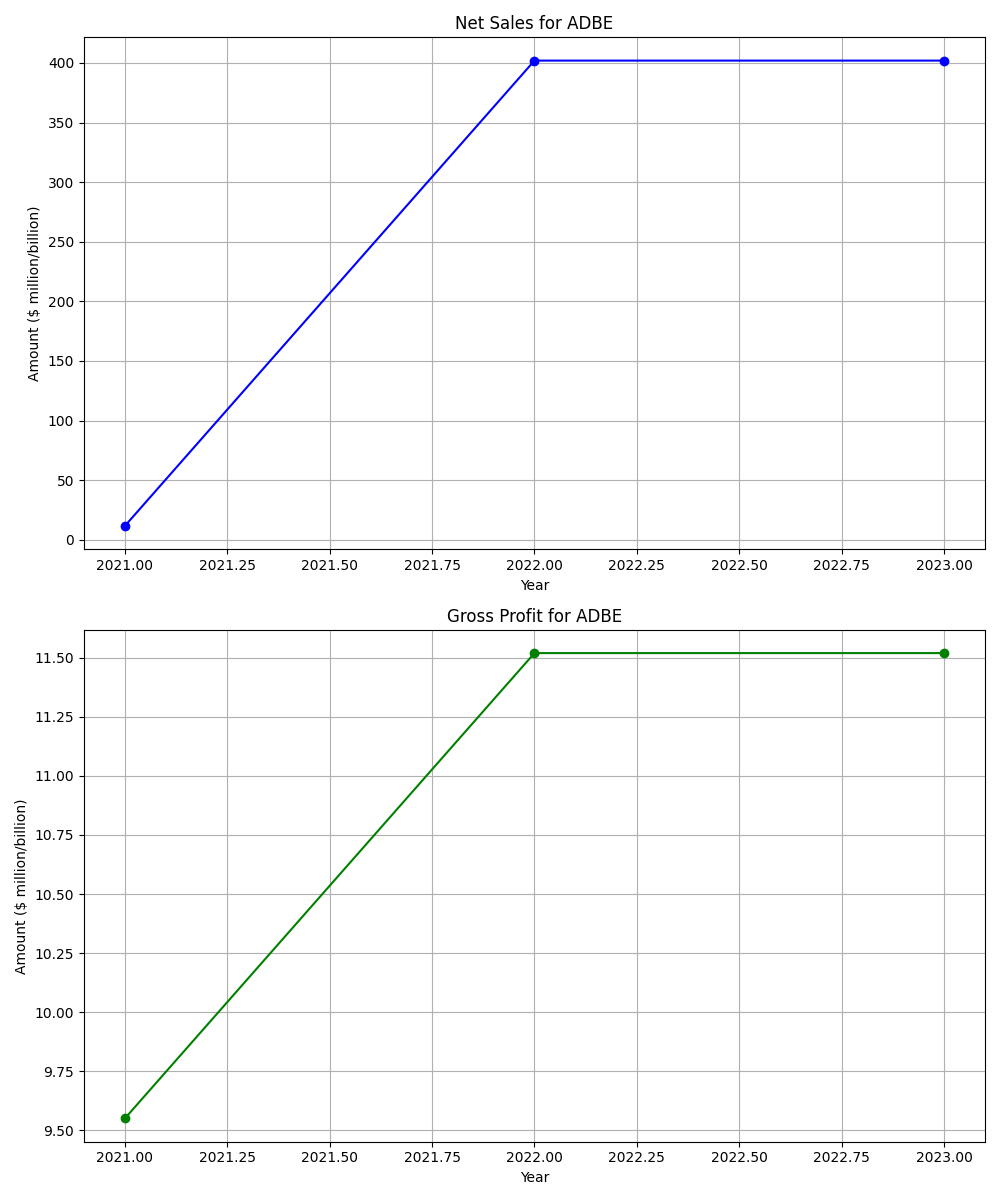 Net Sales for ADBE
Amount ($ million/billion)
400
350
300
250
200
150
100
50
0
2021.00 2021.25 2021.50 2021.75 2022.00 2022.25 2022.50 2022.75 2023.00
Year
Gross Profit for ADBE
Amount ($ million/billion)
11.50
11.25
11.00
10.75
10.50
10.25
10.00
9.75
9.50
2021.00 2021.25 2021.50 2021.75 2022.00 2022.25 2022.50 2022.75 2023.00
Year